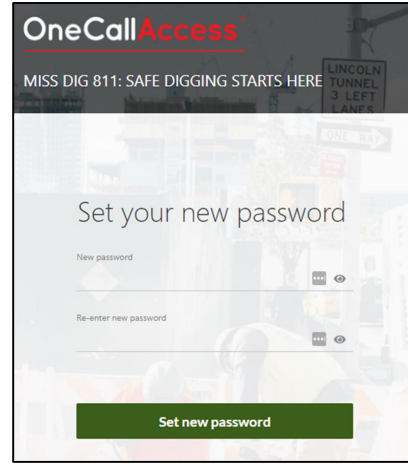 OneCallAccess
MISS DIG 811: SAFE DIGGING STARTS HERE
LINCOLN
TUNNEL
3 LEFT
LANES
ONE WAY
Set your new password
New password
Re-enter new password
Set new password